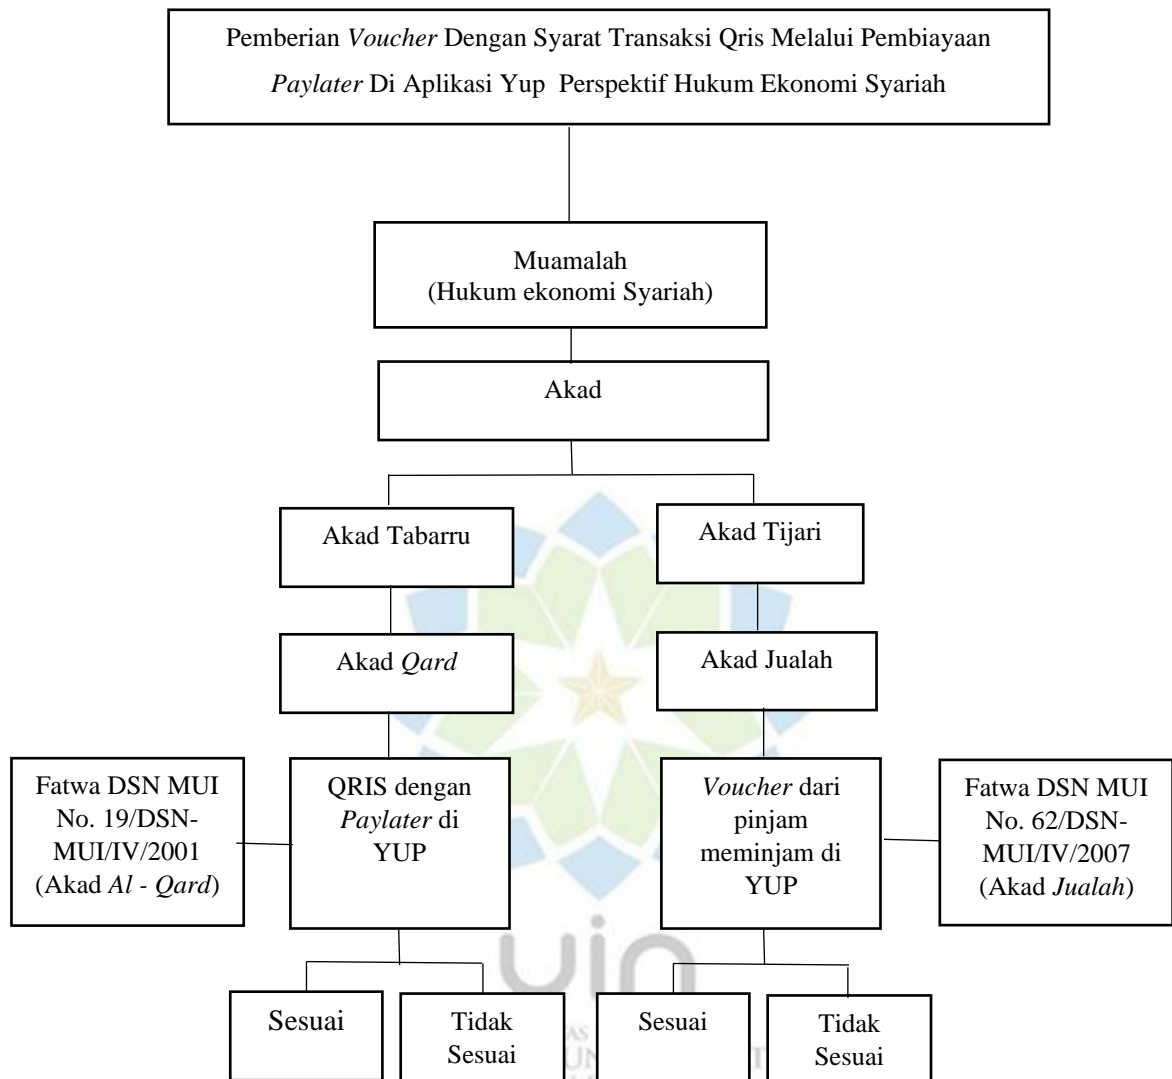 Pemberian Voucher Dengan Syarat Transaksi Qris Melalui Pembiayaan
Paylater Di Aplikasi Yup Perspektif Hukum Ekonomi Syariah
Muamalah
(Hukum ekonomi Syariah)
Akad
Akad Tabarru
Akad Tijari
Akad Qard
Akad Jualah
Fatwa DSN MUI
No. 19/DSN-
MUI/IV/2001
(Akad Al - Qard)
QRIS dengan
Paylater di
YUP
Voucher dari
pinjam
meminjam di
YUP
Fatwa DSN MUI
No. 62/DSN-
MUI/IV/2007
(Akad Jualah)
uin
Sesuai
Tidak
Sesuai
Sesuai
Tidak
Sesuai